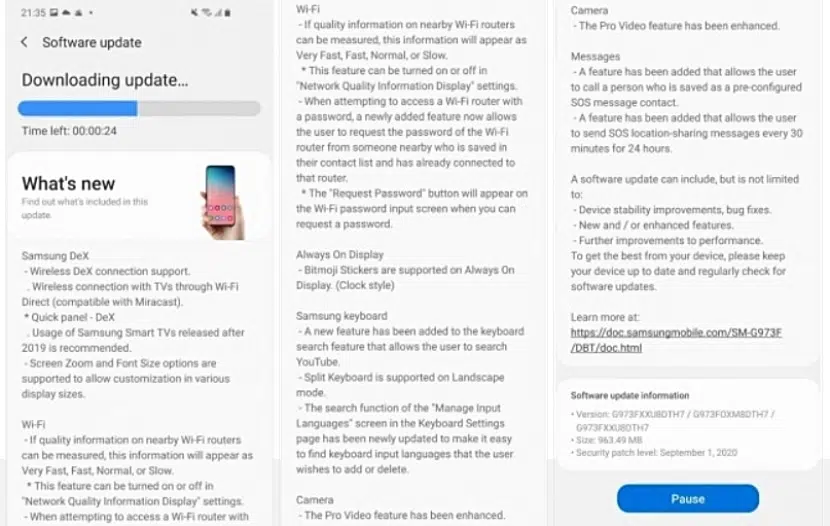 21:35
Software update
Downloading update...
Time left: 00:00:24
What's new
Find out what's included in this
update.
Samsung DeX
- Wireless DeX connection support.
. Wireless connection with TVs through Wi-Fi
Direct (compatible with Miracast).
* Quick panel - DeX
. Usage of Samsung Smart TVs released after
2019 is recommended.
- Screen Zoom and Font Size options are
supported to allow customization in various
display sizes.
Wi-Fi
- If quality information on nearby Wi-Fi routers
can be measured, this information will appear as
Very Fast, Fast, Normal, or Slow.
* This feature can be turned on or off in
"Network Quality Information Display" settings.
- When attempting to access a Wi-Fi router with
Wi-Fi
- If quality information on nearby Wi-Fi routers
can be measured, this information will appear as
Very Fast, Fast, Normal, or Slow.
* This feature can be turned on or off in
"Network Quality Information Display" settings.
- When attempting to access a Wi-Fi router with
a password, a newly added feature now allows
the user to request the password of the Wi-Fi
router from someone nearby who is saved in
their contact list and has already connected to
that router.
* The "Request Password" button will appear on
the Wi-Fi password input screen when you can
request a password.
Always On Display
- Bitmoji Stickers are supported on Always On
Display. (Clock style)
Samsung keyboard
- A new feature has been added to the keyboard
search feature that allows the user to search
YouTube.
- Split Keyboard is supported on Landscape
mode.
- The search function of the "Manage Input
Languages" screen in the Keyboard Settings
page has been newly updated to make it easy
to find keyboard input languages that the user
wishes to add or delete.
Camera
- The Pro Video feature has been enhanced.
Camera
- The Pro Video feature has been enhanced.
Messages
- A feature has been added that allows the user
to call a person who is saved as a pre-configured
SOS message contact.
- A feature has been added that allows the user
to send SOS location-sharing messages every 30
minutes for 24 hours.
A software update can include, but is not limited
to:
- Device stability improvements, bug fixes.
- New and / or enhanced features.
- Further improvements to performance.
To get the best from your device, please keep
your device up to date and regularly check for
software updates.
Learn more at:
https://doc.samsungmobile.com/SM-G973F
/DBT/doc.html
Software update information
• Version: G973FXXU8DTH7 / G973FOXM8DTH7 /
G973FXXU8DTH7
• Size: 963.49 MB
• Security patch level: September 1, 2020
Pause